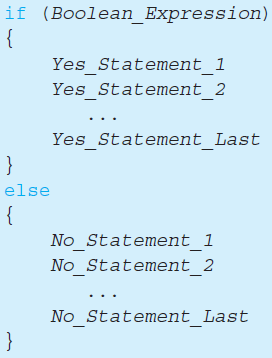 if (Boolean_Expression)
{
Yes_Statement_1
Yes_Statement_2
...
Yes_Statement_Last
}
else
{
No_Statement_1
No_Statement_2
...
No_Statement_Last
}